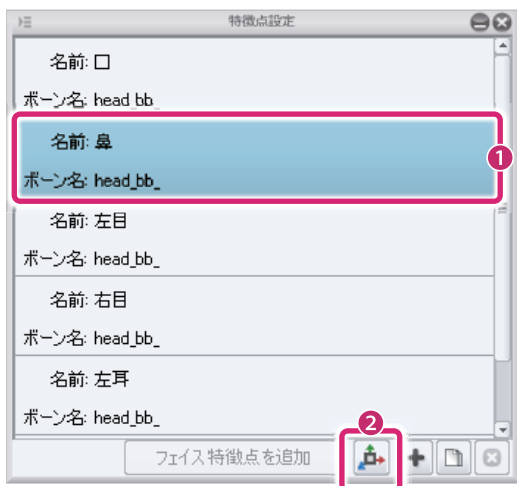 特徴点設定
名前: 口
ボーン名: head_bb_
名前: 鼻
ボーン名: head_bb_
1
名前: 左目
ボーン名: head_bb_
名前: 右目
ボーン名: head_bb_
名前: 左耳
ボーン名: head_bb_
2
フェイス特徴点を追加